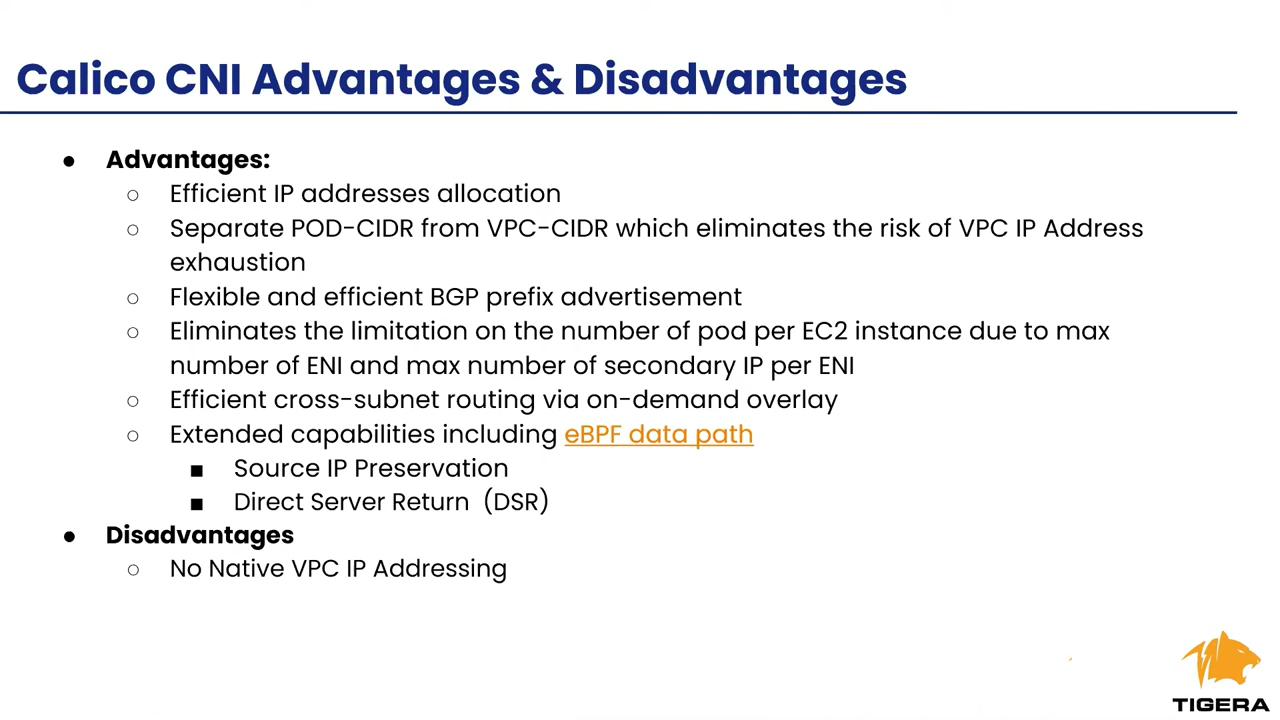 Calico CNI Advantages & Disadvantages
● Advantages:
○ Efficient IP addresses allocation
○ Separate POD-CIDR from VPC-CIDR which eliminates the risk of VPC IP Address
exhaustion
○ Flexible and efficient BGP prefix advertisement
○ Eliminates the limitation on the number of pod per EC2 instance due to max
number of ENI and max number of secondary IP per ENI
○ Efficient cross-subnet routing via on-demand overlay
○ Extended capabilities including eBPF data path
■ Source IP Preservation
■ Direct Server Return (DSR)
● Disadvantages
○ No Native VPC IP Addressing
TIGERA